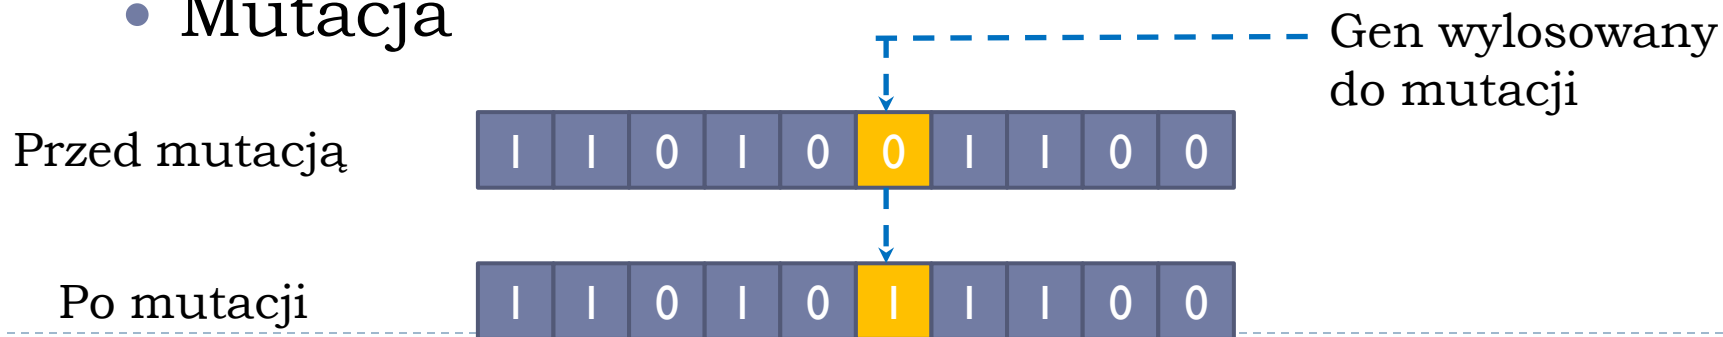 • Mutacja
Gen wylosowany
do mutacji
Przed mutacją
1 1 0 1 0 0 1 1 0 0
Po mutacji
1 1 0 1 0 1 1 1 0 0